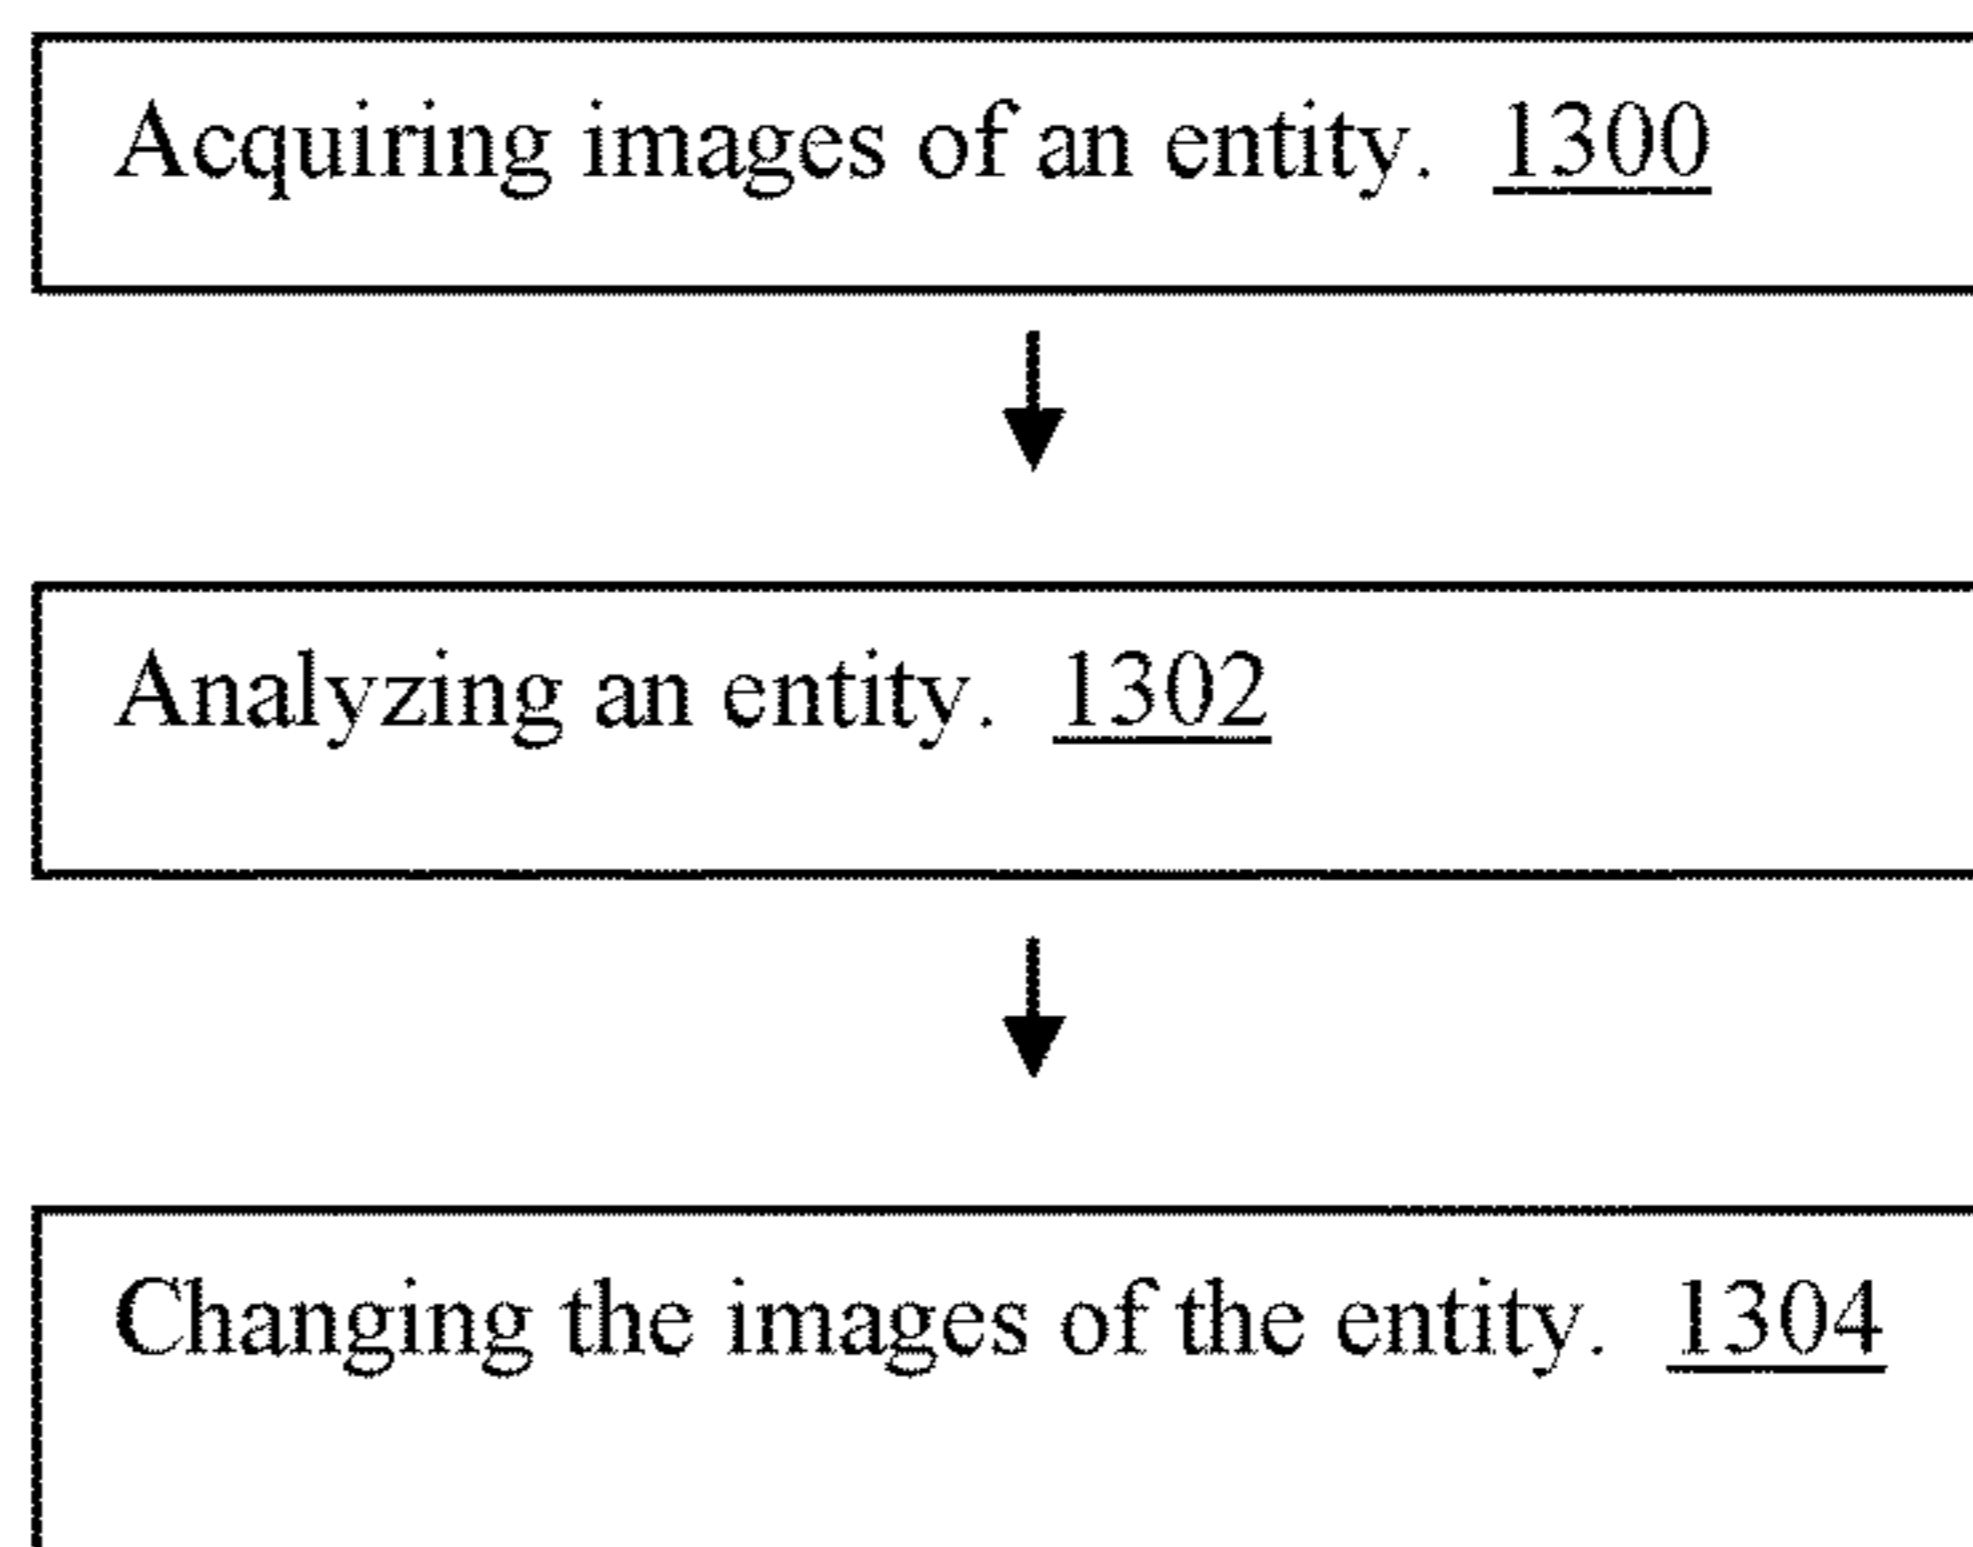 Acquiring images of an entity. 1300
Analyzing an entity. 1302
Changing the images of the entity. 1304